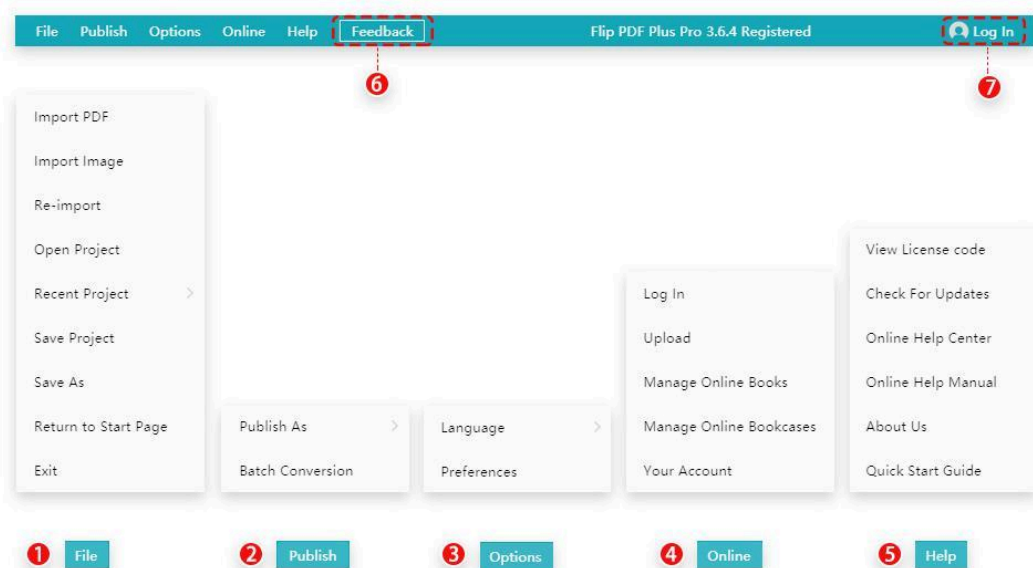 File Publish Options Online Help Feedback Flip PDF Plus Pro 3.6.4 Registered Log In
6
7
Import PDF
Import Image
Re-import
Open Project
Recent Project >
Save Project
Save As
Return to Start Page
Exit
Publish As >
Batch Conversion
Language >
Preferences
Log In
Upload
Manage Online Books
Manage Online Bookcases
Your Account
View License code
Check For Updates
Online Help Center
Online Help Manual
About Us
Quick Start Guide
1 File
2 Publish
3 Options
4 Online
5 Help